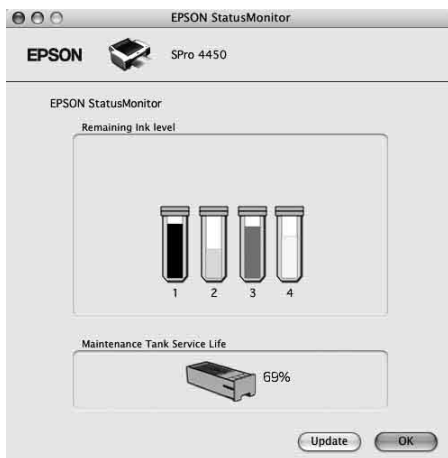 EPSON StatusMonitor
EPSON SPro 4450
EPSON StatusMonitor
Remaining Ink level
1 2 3 4
Maintenance Tank Service Life
69%
Update OK